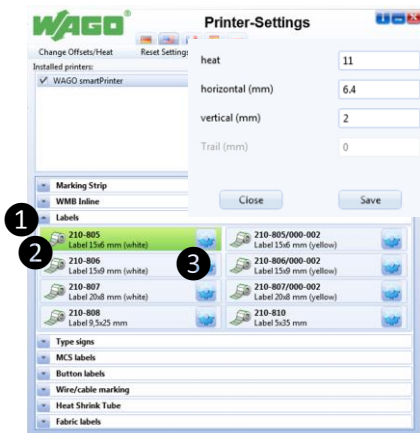 WAGO®
Printer-Settings
Change Offsets/Heat Reset Settings
Installed printers:
WAGO smartPrinter
heat 11
horizontal (mm) 6.4
vertical (mm) 2
Trail (mm) 0
Close Save
Marking Strip
WMB Inline
1 Labels
2 210-805
Label 15x6 mm (white)
210-805/000-002
Label 15x6 mm (yellow)
3
210-806
Label 15x9 mm (white)
210-806/000-002
Label 15x9 mm (yellow)
210-807
Label 20x8 mm (white)
210-807/000-002
Label 20x8 mm (yellow)
210-808
Label 9,5x25 mm
210-810
Label 5x35 mm
Type signs
MCS labels
Button labels
Wire/cable marking
Heat Shrink Tube
Fabric labels